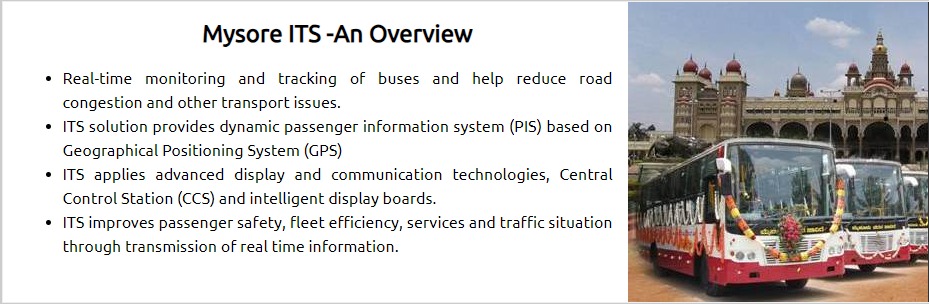 Mysore ITS -An Overview
• Real-time monitoring and tracking of buses and help reduce road
congestion and other transport issues.
• ITS solution provides dynamic passenger information system (PIS) based on
Geographical Positioning System (GPS)
• ITS applies advanced display and communication technologies, Central
Control Station (CCS) and intelligent display boards.
• ITS improves passenger safety, fleet efficiency, services and traffic situation
through transmission of real time information.